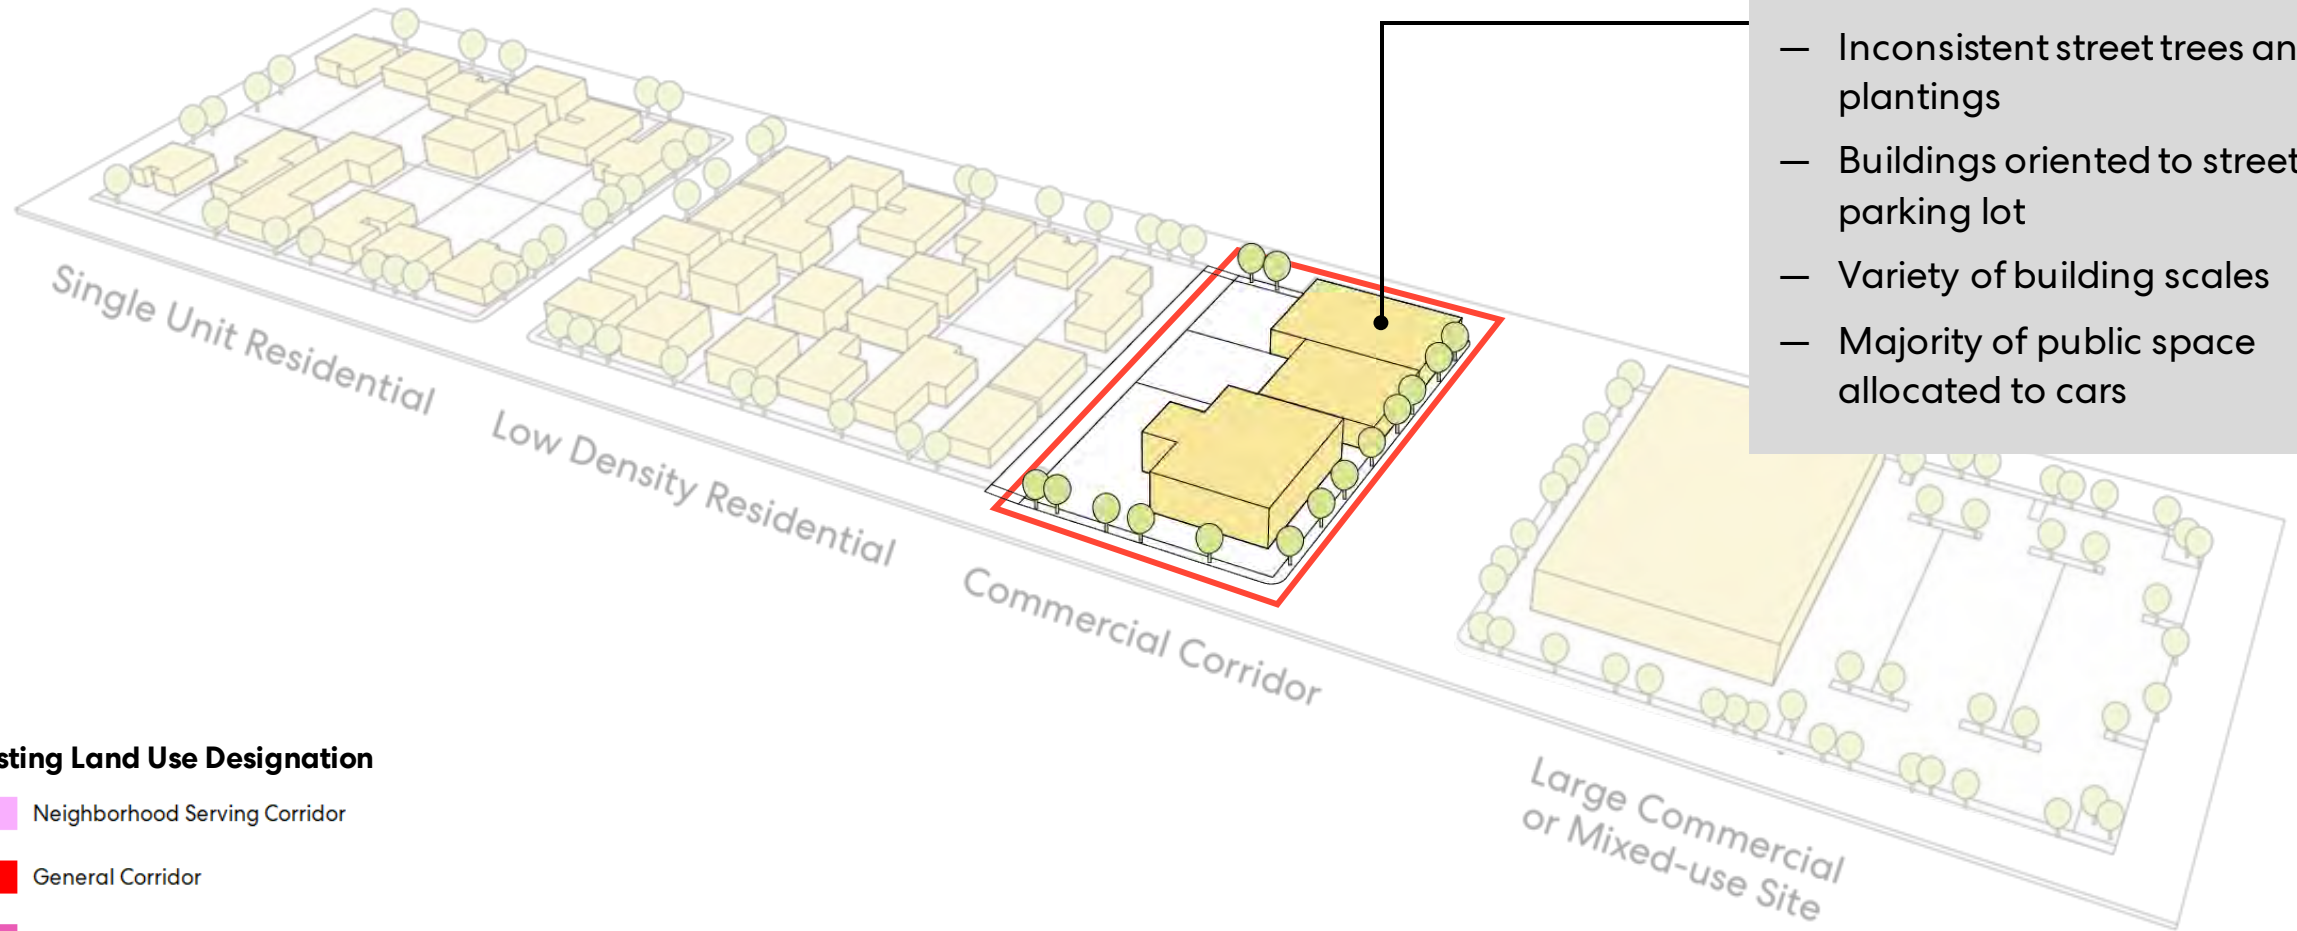 — Inconsistent street trees an
plantings
— Buildings oriented to street
parking lot
— Variety of building scales
— Majority of public space
allocated to cars
Single Unit Residential
Low Density Residential
Commercial Corridor
Large Commercial
or Mixed-use Site
sting Land Use Designation
Neighborhood Serving Corridor
General Corridor